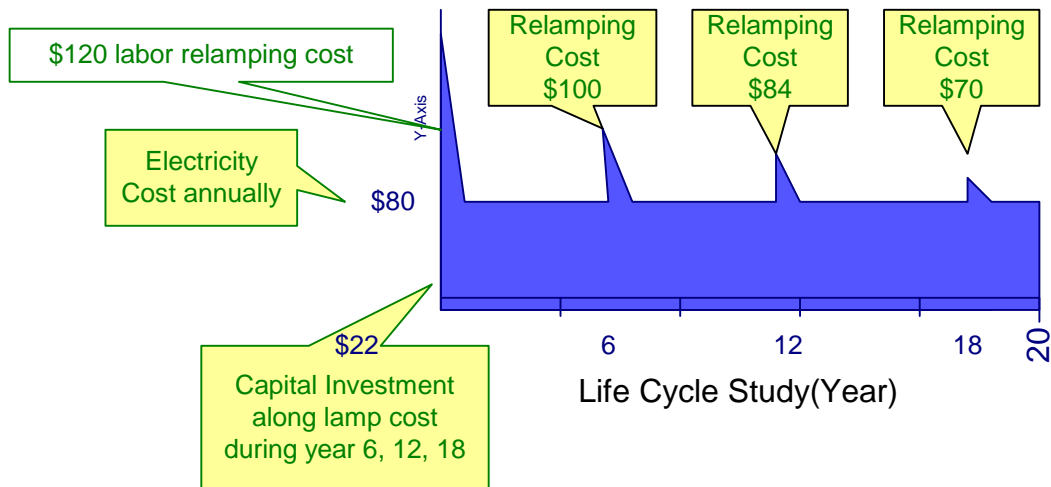 $120 labor relamping cost
Relamping
Cost
$100
Relamping
Cost
$84
Relamping
Cost
$70
Y-Axis
Electricity
Cost annually
$80
$22
6
12
18
20
Capital Investment
along lamp cost
during year 6, 12, 18
Life Cycle Study(Year)